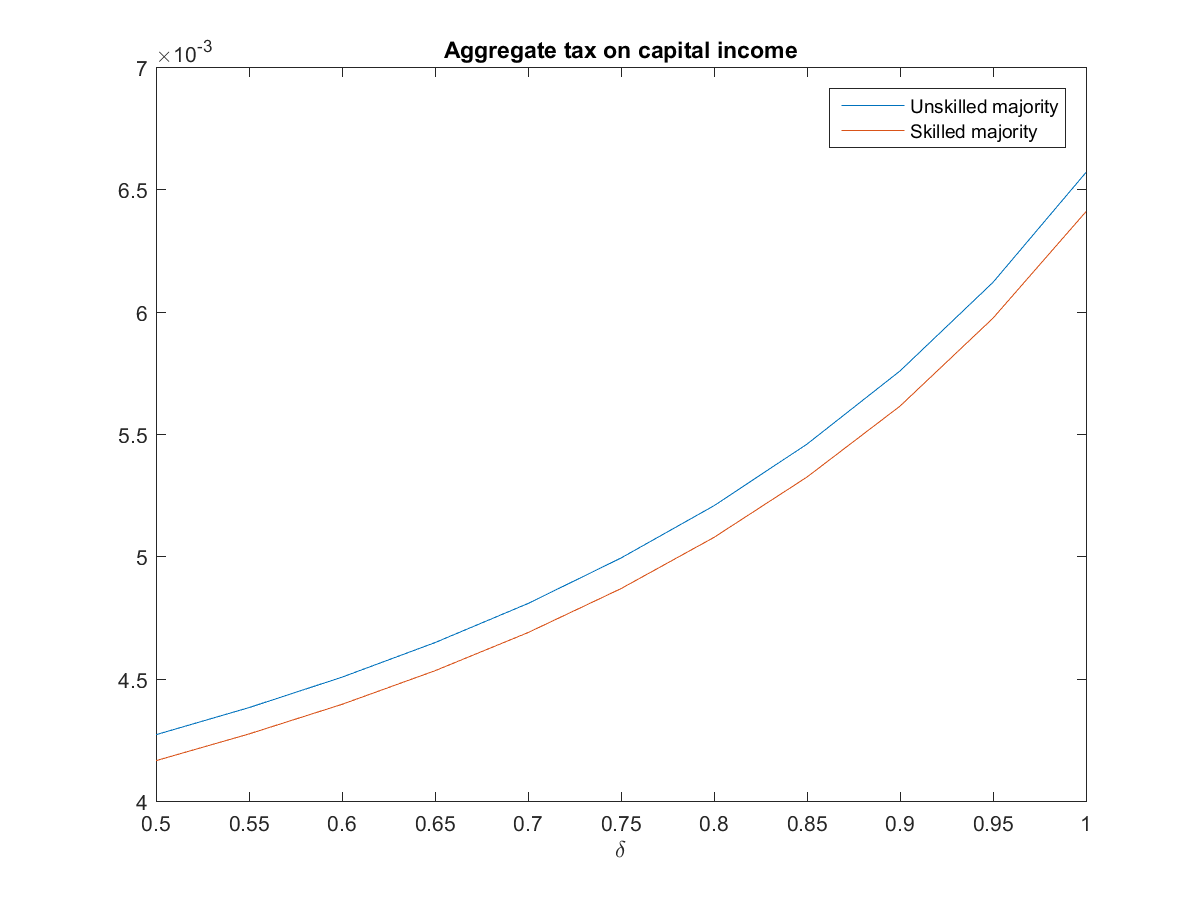 Aggregate tax on capital income
×10-3
7
6.5
6
5.5
5
4.5
4
0.5 0.55 0.6 0.65 0.7 0.75 0.8 0.85 0.9 0.95 1
δ
Unskilled majority
Skilled majority